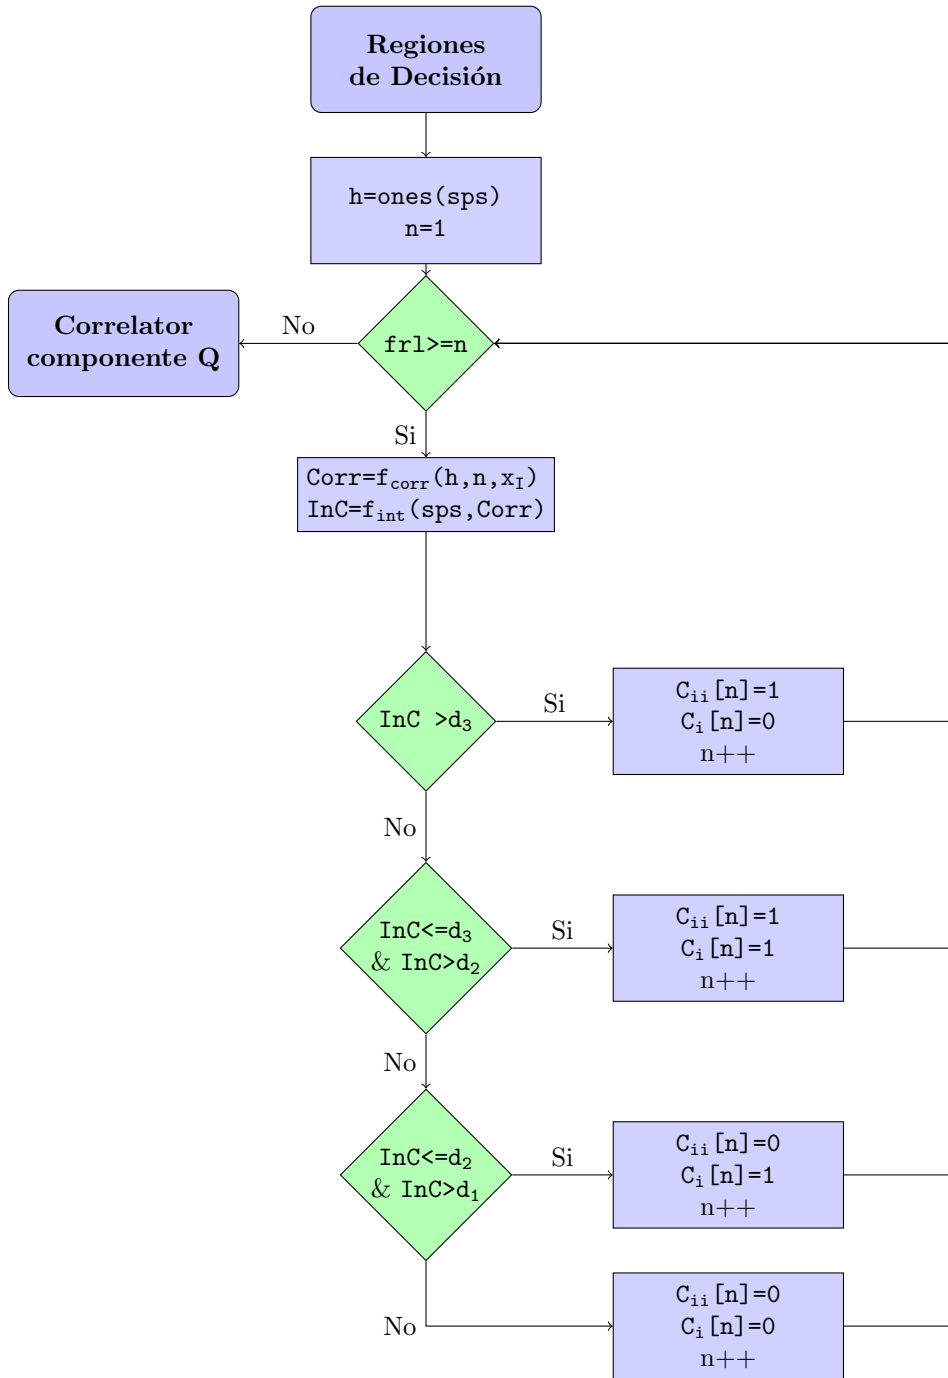 Regiones
de Decisión
h=ones(sps)
n=1
frl>=n
No
Correlator
componente Q
Si
Corr=f_corr(h,n,x_I)
InC=f_int(sps,Corr)
InC >d_3
Si
C_ii[n]=1
C_i[n]=0
n++
No
InC<=d_3
& InC>d_2
Si
C_ii[n]=1
C_i[n]=1
n++
No
InC<=d_2
& InC>d_1
Si
C_ii[n]=0
C_i[n]=1
n++
No
C_ii[n]=0
C_i[n]=0
n++